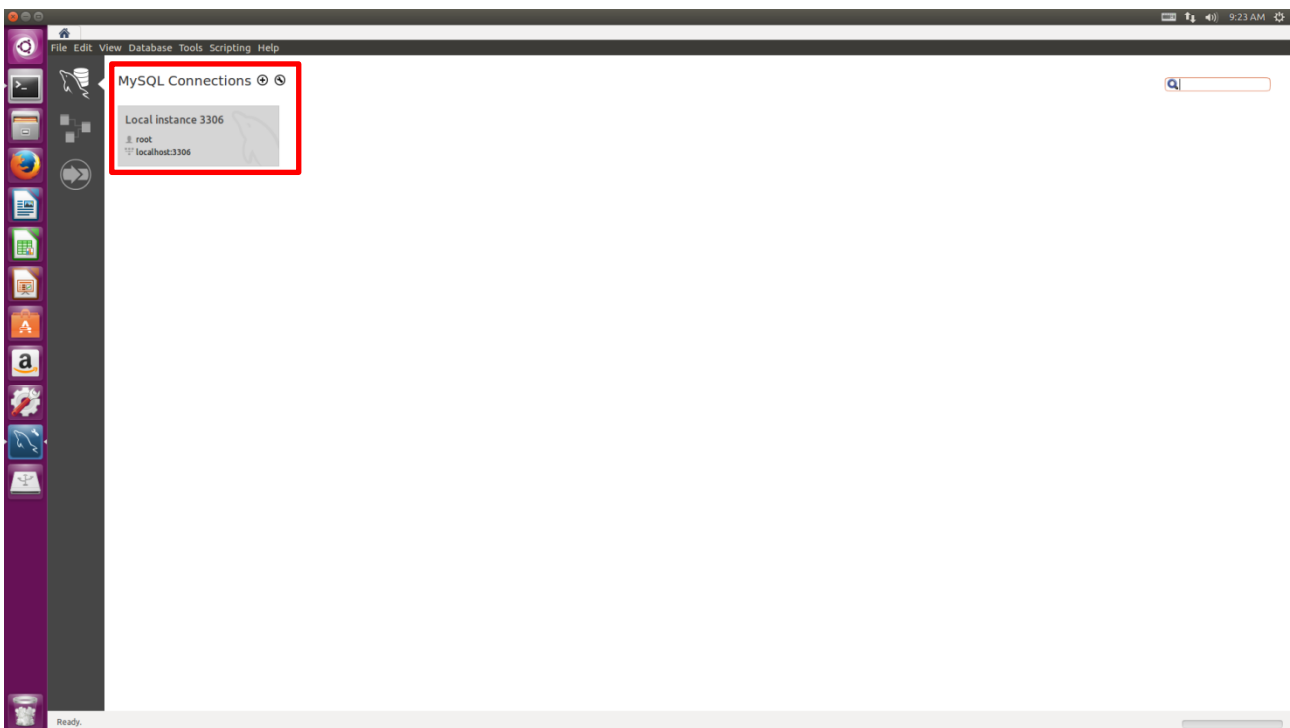 9:23 AM
File Edit View Database Tools Scripting Help
MySQL Connections
Local instance 3306
root
localhost:3306
Ready.